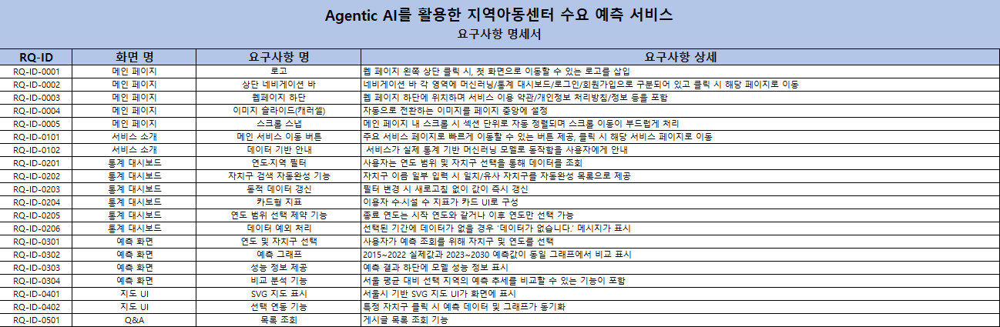 Agentic AI를 활용한 지역아동센터 수요 예측 서비스
요구사항 명세서
RQ-ID 화면 명 요구사항 명 요구사항 상세
RQ-ID-0001 메인 페이지 로고 웹 페이지 왼쪽 상단 클릭 시, 첫 화면으로 이동할 수 있는 로고를 삽입
RQ-ID-0002 메인 페이지 상단 네비게이션 바 네비게이션 바 각 영역에 머신러닝/통계 대시보드/로그인/회원가입으로 구분되어 있고 클릭 시 해당 페이지로 이동
RQ-ID-0003 메인 페이지 웹페이지 하단 웹 페이지 하단에 위치하며 서비스 이용 약관/개인정보 처리방침/정보 등을 포함
RQ-ID-0004 메인 페이지 이미지 슬라이드(캐러셀) 자동으로 전환하는 이미지를 페이지 중앙에 설정
RQ-ID-0005 메인 페이지 스크롤 스냅 메인 페이지 내 스크롤 시 섹션 단위로 자동 정렬되며 스크롤 이동이 부드럽게 처리
RQ-ID-0101 서비스 소개 메인 서비스 이동 버튼 주요 서비스 페이지로 빠르게 이동할 수 있는 버튼 제공, 클릭 시 해당 서비스 페이지로 이동
RQ-ID-0102 서비스 소개 데이터 기반 안내 서비스가 실제 통계 기반 머신러닝 모델로 동작함을 사용자에게 안내
RQ-ID-0201 통계 대시보드 연도·지역 필터 사용자는 연도 범위 및 자치구 선택을 통해 데이터를 조회
RQ-ID-0202 통계 대시보드 자치구 검색 자동완성 기능 자치구 이름 일부 입력 시 일치/유사 자치구를 자동완성 목록으로 제공
RQ-ID-0203 통계 대시보드 동적 데이터 갱신 필터 변경 시 새로고침 없이 값이 즉시 갱신
RQ-ID-0204 통계 대시보드 카드형 지표 이용자 수·시설 수 지표가 카드 UI로 구성
RQ-ID-0205 통계 대시보드 연도 범위 선택 제약 기능 종료 연도는 시작 연도와 같거나 이후 연도만 선택 가능
RQ-ID-0206 통계 대시보드 데이터 예외 처리 선택된 기간에 데이터가 없을 경우 '데이터가 없습니다.' 메시지가 표시
RQ-ID-0301 예측 화면 연도 및 자치구 선택 사용자가 예측 조회를 위해 자치구 및 연도를 선택
RQ-ID-0302 예측 화면 예측 그래프 2015~2022 실제값과 2023~2030 예측값이 동일 그래프에서 비교 표시
RQ-ID-0303 예측 화면 성능 정보 제공 예측 결과 하단에 모델 성능 정보 표시
RQ-ID-0304 예측 화면 비교 분석 기능 서울 평균 대비 선택 지역의 예측 추세를 비교할 수 있는 기능이 포함
RQ-ID-0401 지도 UI SVG 지도 표시 서울시 기반 SVG 지도 UI가 화면에 표시
RQ-ID-0402 지도 UI 선택 연동 기능 특정 자치구 클릭 시 예측 데이터 및 그래프가 동기화
RQ-ID-0501 Q&A 목록 조회 게시글 목록 조회 기능